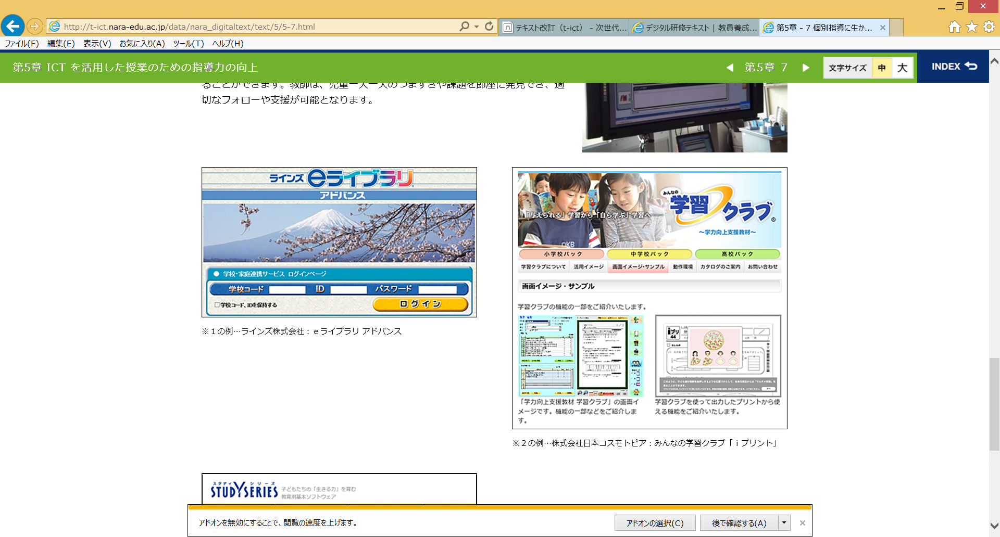 http://t-ict.nara-edu.ac.jp/data/nara_digitaltext/text/5/5-7.html
テキスト改訂（t-ict） - 次世代...
デジタル研修テキスト | 教員養成...
第5章 - 7 個別指導に生か...
ファイル(F) 編集(E) 表示(V) お気に入り(A) ツール(T) ヘルプ(H)
第5章 ICT を活用した授業のための指導力の向上
第5章 7
文字サイズ 中 大
INDEX
ることができます。教師は、児童一人一人のつまずきや課題を即座に発見でき、適
切なフォローや支援が可能となります。
ラインズ eライブラリ
アドバンス
学校・家庭連携サービス ログインページ
学校コード ID パスワード
学校コード、IDを保持する
ログイン
※１の例…ラインズ株式会社：ｅライブラリ アドバンス
みんなの
学習クラブ®
「与えられる」学習から「自ら学ぶ」学習へ
～学力向上支援教材～
OKB
小学校パック 中学校パック 高校パック
学習クラブについて 活用イメージ 画面イメージ・サンプル 動作環境 カタログのご案内 お問い合わせ
画面イメージ・サンプル
学習クラブの機能の一部をご紹介いたします。
iプリ
44
「学力向上支援教材 学習クラブ」の画面イ
メージです。機能の一部などをご紹介しま
す。
学習クラブを使って出力したプリントから使
える機能をご紹介いたします。
※２の例…株式会社日本コスモトピア：みんなの学習クラブ「ｉプリント」
スタディ シリーズ
STUDYSERIES
子どもたちの「生きる力」を育む
教育用基本ソフトウェア
アドオンを無効にすることで、閲覧の速度を上げます。
アドオンの選択(C)
後で確認する(A)